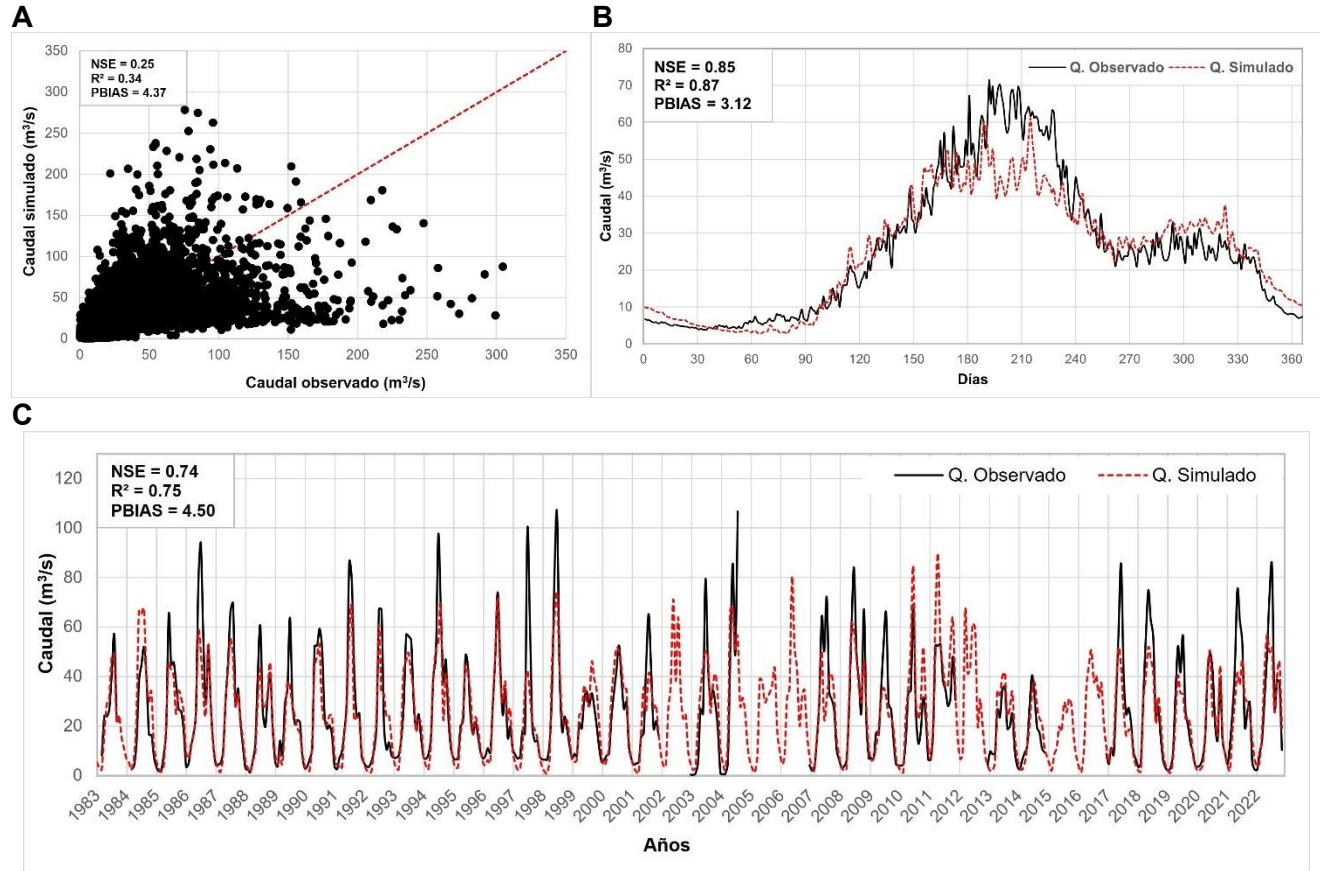 A
NSE = 0.25
R² = 0.34
PBIAS = 4.37
350
300
250
200
150
100
50
0
0 50 100 150 200 250 300 350
Caudal simulado (m³/s)
Caudal observado (m³/s)
B
NSE = 0.85
R² = 0.87
PBIAS = 3.12
Q. Observado Q. Simulado
80
70
60
50
40
30
20
10
0
0 30 60 90 120 150 180 210 240 270 300 330 360
Caudal (m³/s)
Días
C
NSE = 0.74
R² = 0.75
PBIAS = 4.50
Q. Observado Q. Simulado
120
100
80
60
40
20
0
Caudal (m³/s)
1983 1984 1985 1986 1987 1988 1989 1990 1991 1992 1993 1994 1995 1996 1997 1998 1999 2000 2001 2002 2003 2004 2005 2006 2007 2008 2009 2010 2011 2012 2013 2014 2015 2016 2017 2018 2019 2020 2021 2022
Años